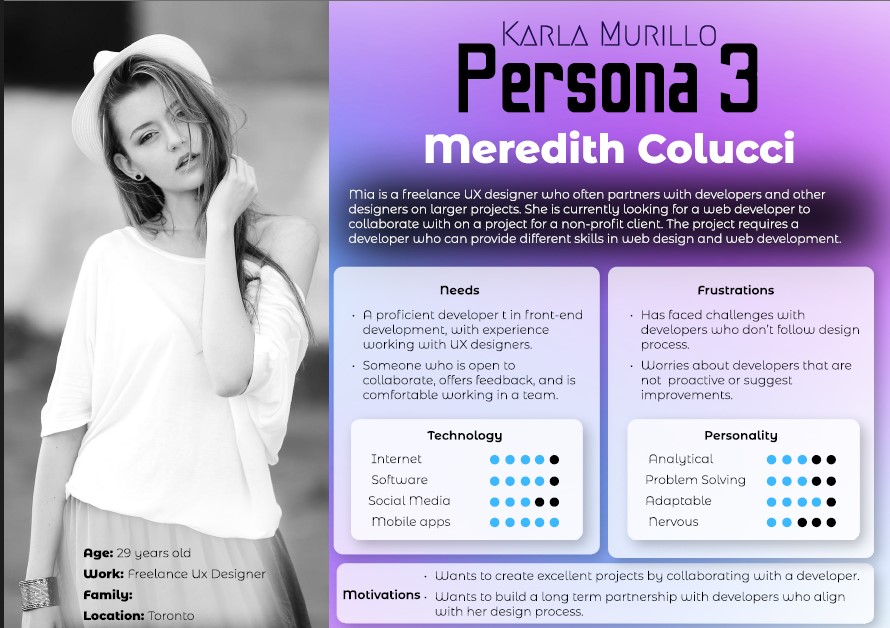 KARLA MURILLO
Persona 3
Meredith Colucci
Mia is a freelance UX designer who often partners with developers and other
designers on larger projects. She is currently looking for a web developer to
collaborate with on a project for a non-profit client. The project requires a
developer who can provide different skills in web design and web development.
Needs
· A proficient developer t in front-end
development, with experience
working with UX designers.
· Someone who is open to
collaborate, offers feedback, and is
comfortable working in a team.
Frustrations
· Has faced challenges with
developers who don't follow design
process.
· Worries about developers that are
not proactive or suggest
improvements.
Technology
Internet
Software
Social Media
Mobile apps
Personality
Analytical
Problem Solving
Adaptable
Nervous
Age: 29 years old
Work: Freelance Ux Designer
Family:
Location: Toronto
Motivations
· Wants to create excellent projects by collaborating with a developer.
· Wants to build a long term partnership with developers who align
with her design process.